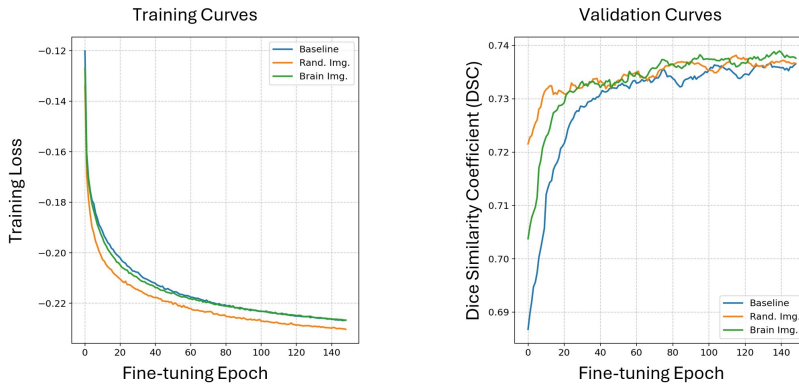 Training Curves
Training Loss
−0.12
−0.14
−0.16
−0.18
−0.20
−0.22
Baseline
Rand. Img.
Brain Img.
0 20 40 60 80 100 120 140
Fine-tuning Epoch
Validation Curves
Dice Similarity Coefficient (DSC)
0.74
0.73
0.72
0.71
0.70
0.69
Baseline
Rand. Img.
Brain Img.
0 20 40 60 80 100 120 140
Fine-tuning Epoch